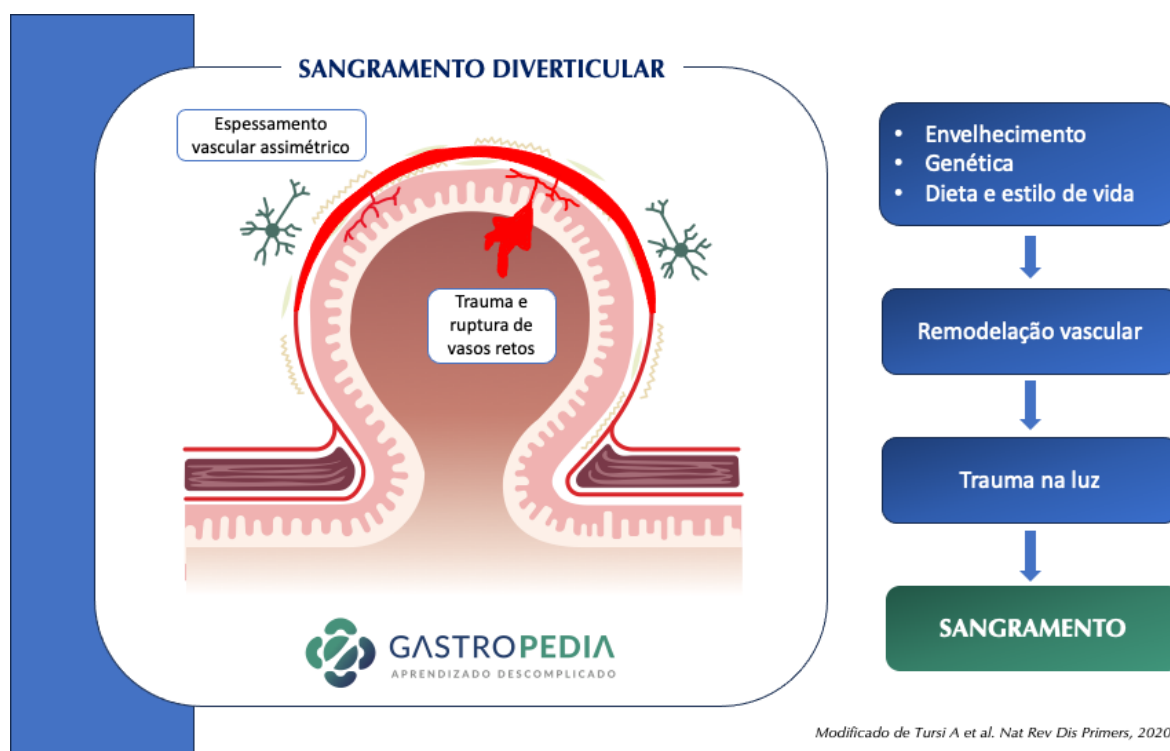 SANGRAMENTO DIVERTICULAR
Espessamento
vascular assimétrico
Trauma e
ruptura de
vasos retos
GASTROPEDIA
APRENDIZADO DESCOMPLICADO
• Envelhecimento
• Genética
• Dieta e estilo de vida
Remodelação vascular
Trauma na luz
SANGRAMENTO
Modificado de Tursi A et al. Nat Rev Dis Primers, 2020